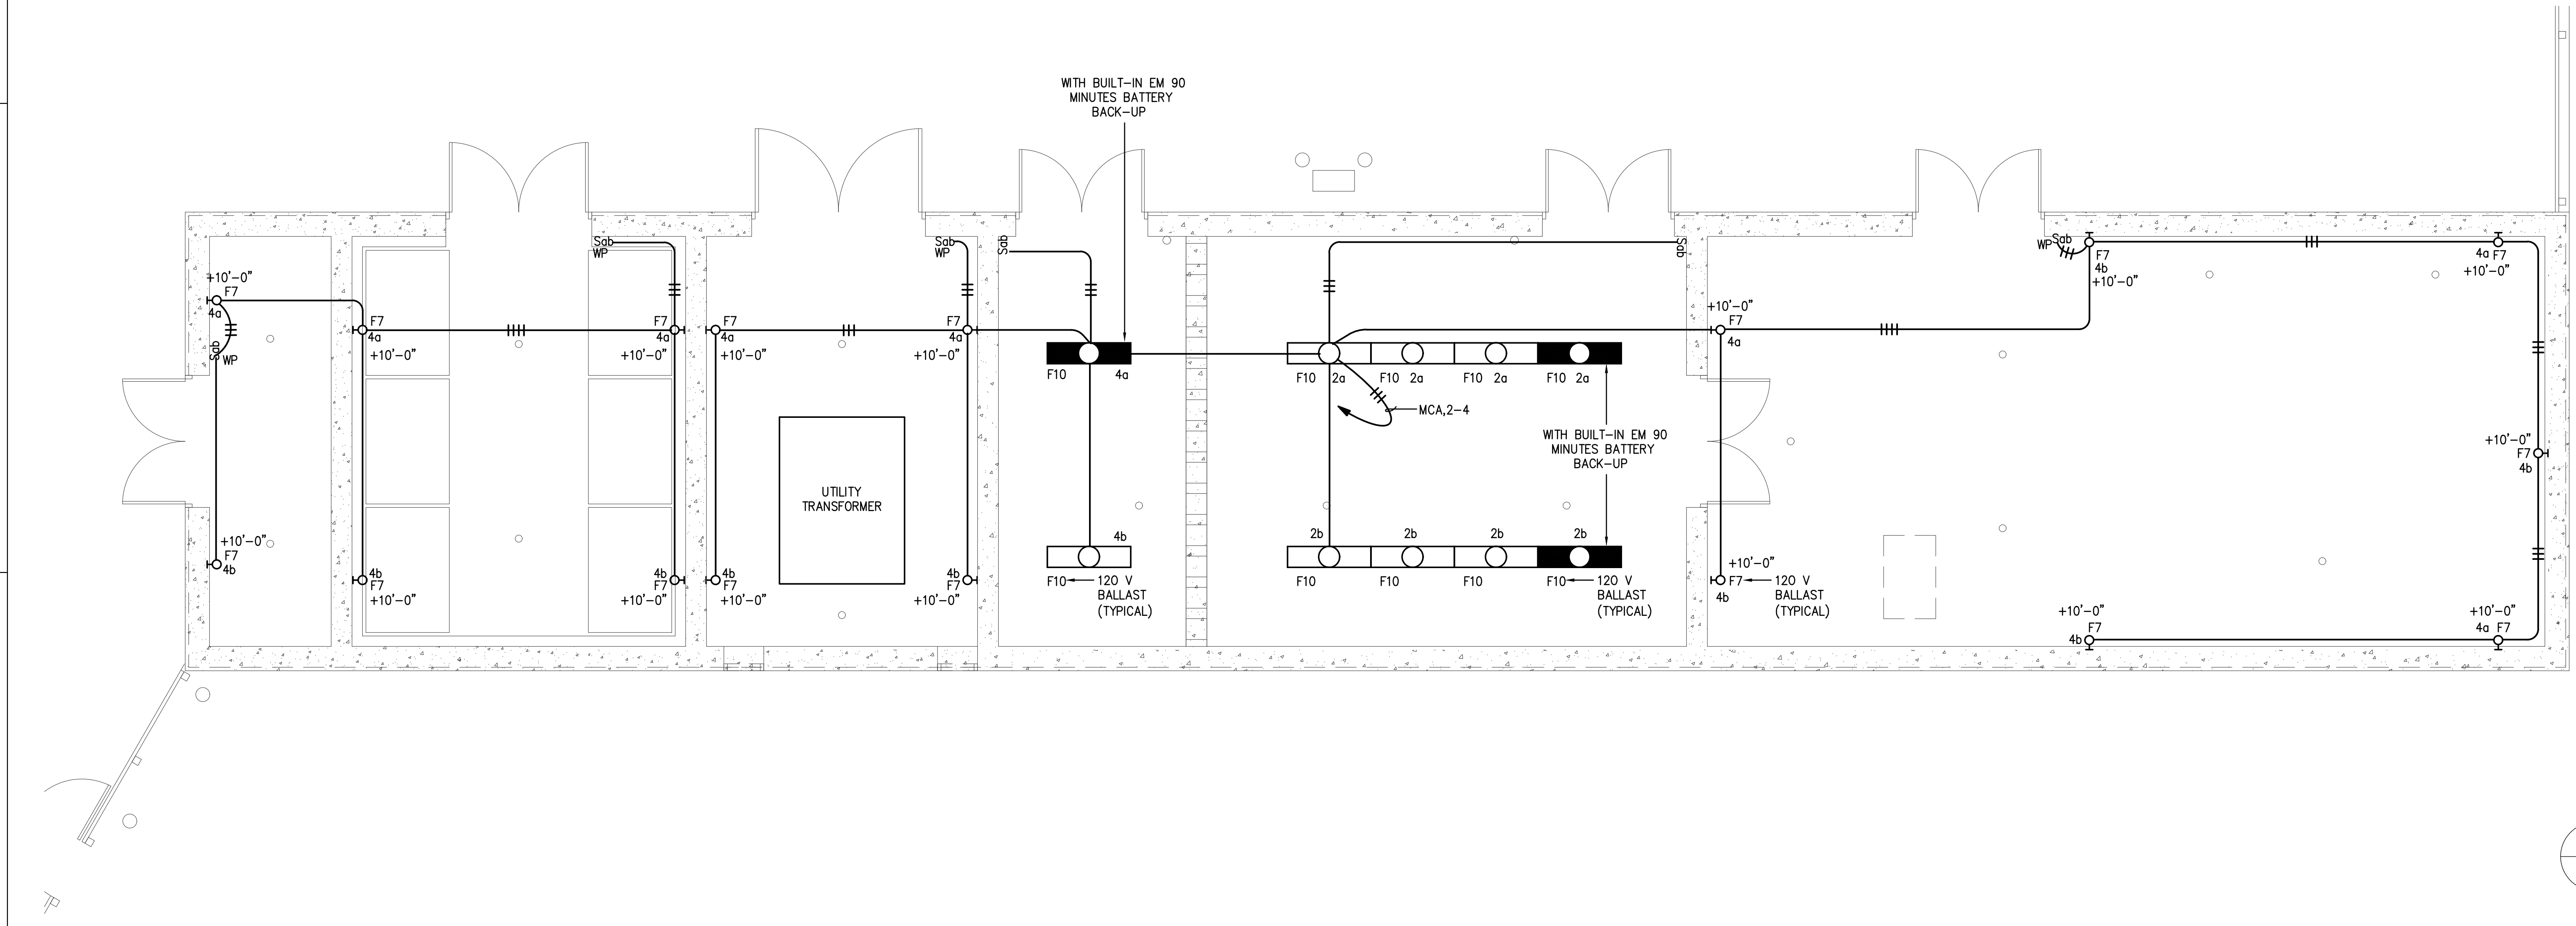 WITH BUILT-IN EM 90
MINUTES BATTERY
BACK-UP
Sab
WP
Sab
WP
Sab
Sab
WP
Sab
F7
4b
+10'-0"
4a F7
+10'-0"
+10'-0"
F7
4a
Sab
WP
F7
4a
+10'-0"
F7
4a
+10'-0"
F7
4a
+10'-0"
F7
4a
+10'-0"
F10 4a
F10 2a
F10 2a
F10 2a
F10 2a
MCA,2-4
+10'-0"
F7
4a
WITH BUILT-IN EM 90
MINUTES BATTERY
BACK-UP
+10'-0"
F7
4b
UTILITY
TRANSFORMER
+10'-0"
F7
4b
4b
F7
+10'-0"
4b
F7
+10'-0"
4b
F7
+10'-0"
4b
F7
+10'-0"
4b
F10
120 V
BALLAST
(TYPICAL)
2b
2b
2b
2b
F10
F10
F10
F10
120 V
BALLAST
(TYPICAL)
+10'-0"
F7
4b
120 V
BALLAST
(TYPICAL)
+10'-0"
F7
4b
+10'-0"
4a F7